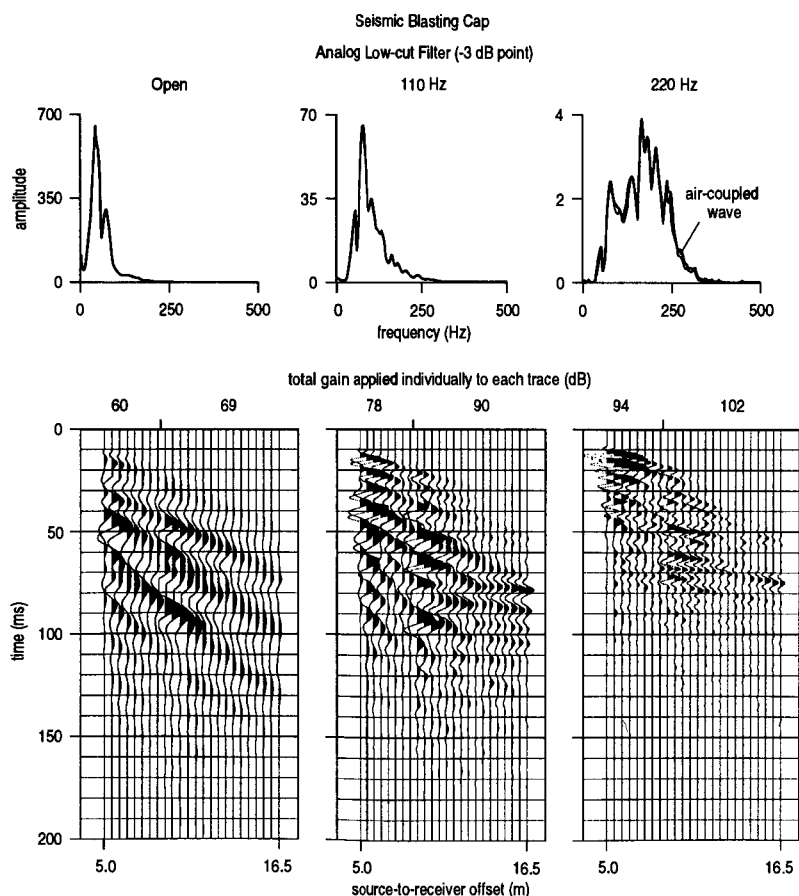 Seismic Blasting Cap
Analog Low-cut Filter (-3 dB point)
Open 110 Hz 220 Hz
700 70 4
350 35 2
0 0 0
amplitude
air-coupled
wave
0 250 500 0 250 500 0 250 500
frequency (Hz)
total gain applied individually to each trace (dB)
60 69 78 90 94 102
0
50
100
150
200
time (ms)
5.0 16.5 5.0 16.5 5.0 16.5
source-to-receiver offset (m)